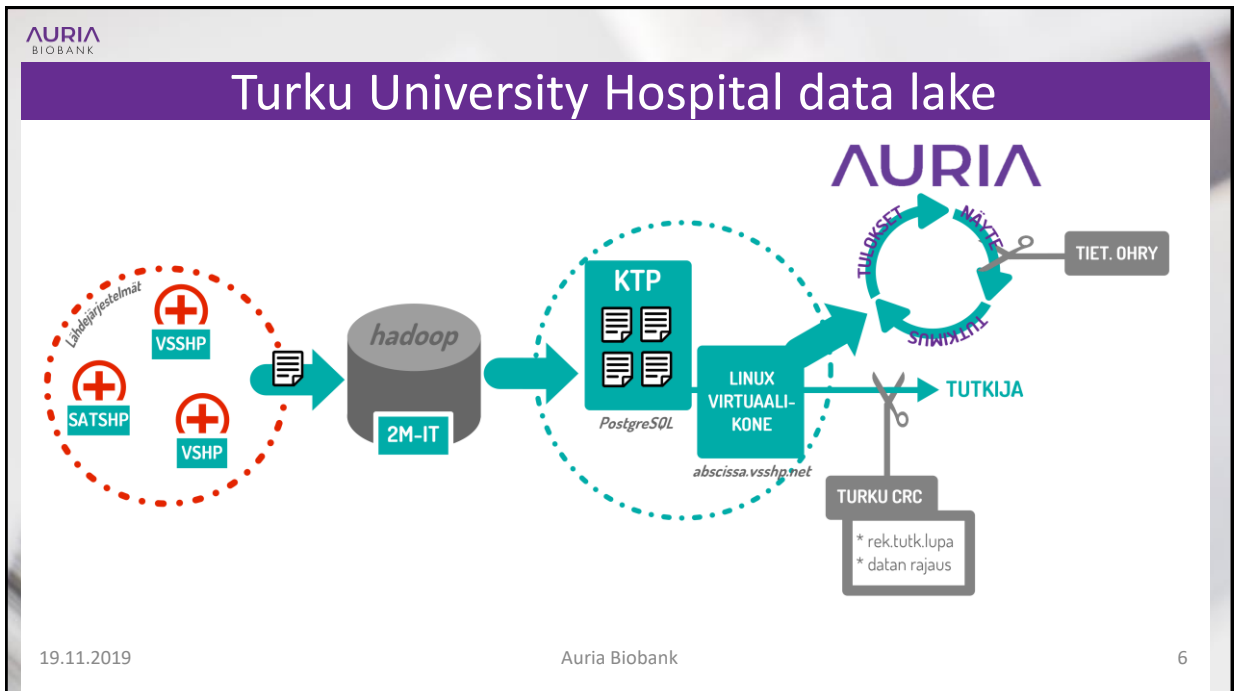 AURIA
BIOBANK
Turku University Hospital data lake
AURIA
TULOKSET
NÄYTE
TUTKIMUS
TIET. OHRY
Lähdejärjestelmät
VSSHP
SATSHP
VSHP
hadoop
2M-IT
KTP
PostgreSQL
LINUX
VIRTUAALI-
KONE
abscissa.vsshp.net
TUTKIJA
TURKU CRC
* rek.tutk.lupa
* datan rajaus
19.11.2019
Auria Biobank
6